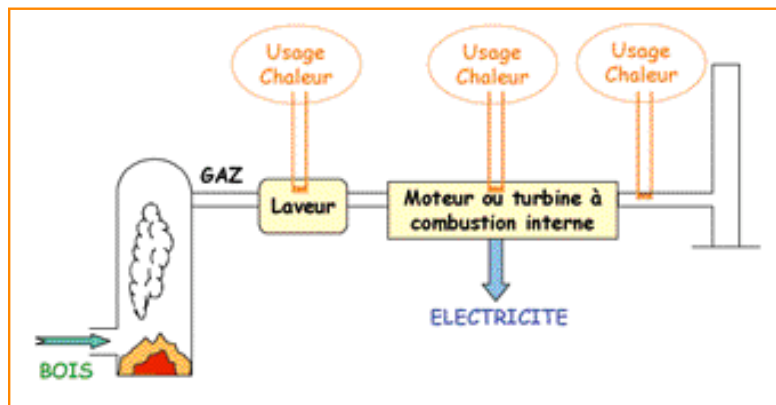 Usage
Chaleur
Usage
Chaleur
Usage
Chaleur
GAZ
Laveur
Moteur ou turbine à
combustion interne
ELECTRICITE
BOIS